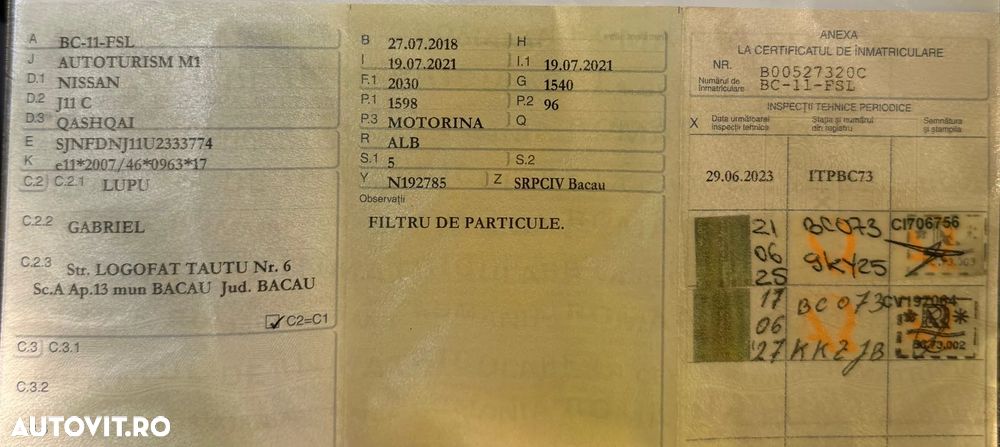 A BC-11-FSL
J AUTOTURISM M1
D.1 NISSAN
D.2 J11 C
D.3 QASHQAI
E SJNFDNJ11U2333774
K e11*2007/46*0963*17
C.2 C.2.1 LUPU
C.2.2 GABRIEL
C.2.3 Str. LOGOFAT TAUTU Nr. 6
Sc.A Ap.13 mun BACAU Jud. BACAU
C2=C1
C.3 C.3.1
C.3.2
B 27.07.2018 H
I 19.07.2021 I.1 19.07.2021
F.1 2030 G 1540
P.1 1598 P.2 96
P.3 MOTORINA Q
R ALB
S.1 5 S.2
Y N192785 Z SRPCIV Bacau
Observații
FILTRU DE PARTICULE.
ANEXA
LA CERTIFICATUL DE ÎNMATRICULARE
NR. B00527320C
Numărul de înmatriculare BC-11-FSL
INSPECȚII TEHNICE PERIODICE
X Data următoarei inspecții tehnice
Stația și numărul din registru
Semnătura și ștampila
29.06.2023 ITPBC73
21 BC073 CI706756
06
25
17 BC073 CV197064
06
27 KKZJB
BC.73.002
AUTOVIT.RO